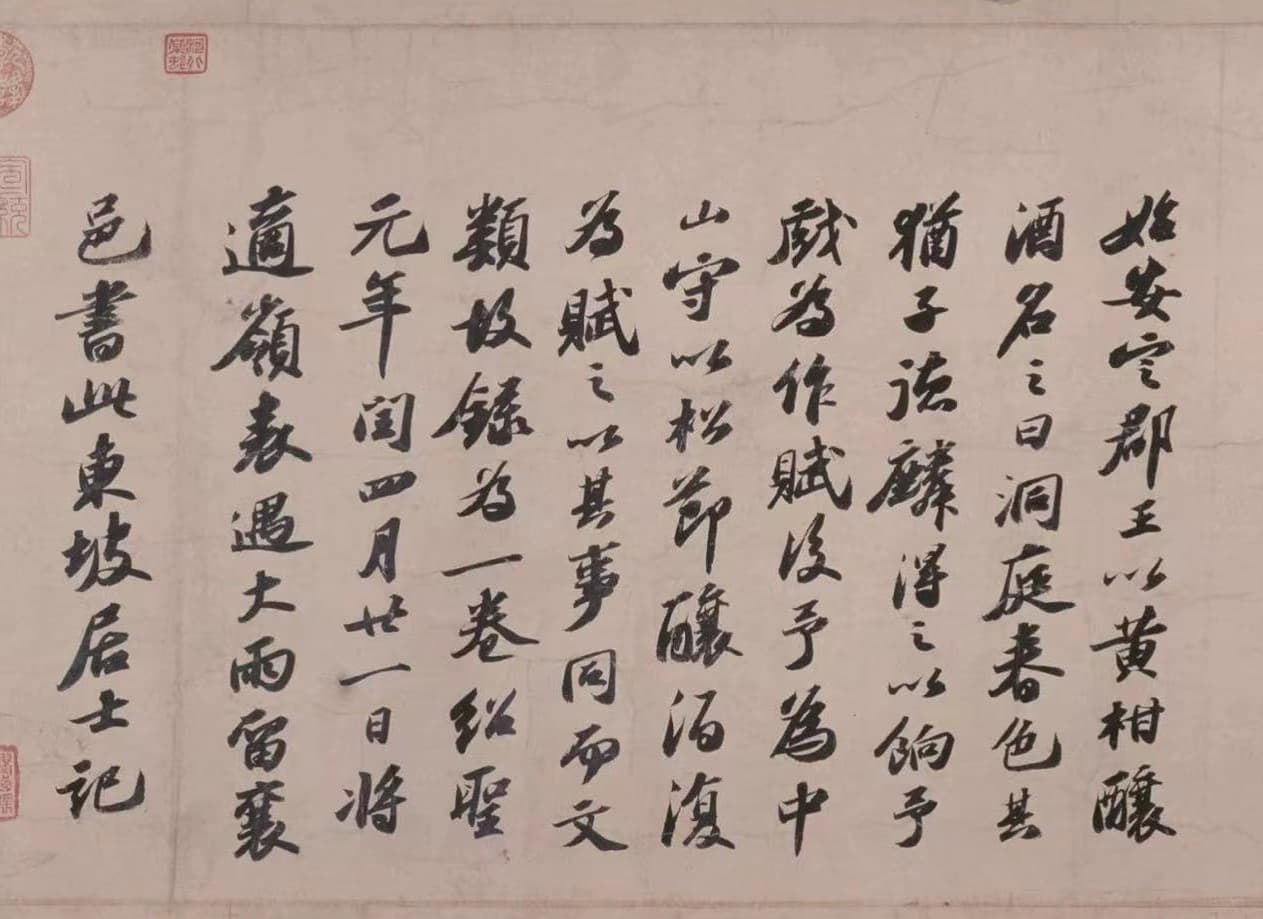 始安定郡王以黄柑釀
酒名之曰洞庭春色其
猶子德麟得之以餉予
戲為作賦後予為中
山守以松節釀酒復
為賦之以其事同而文
類故錄為一卷紹聖
元年閏四月廿一日將
適嶺表遇大雨留襄
邑書此東坡居士記